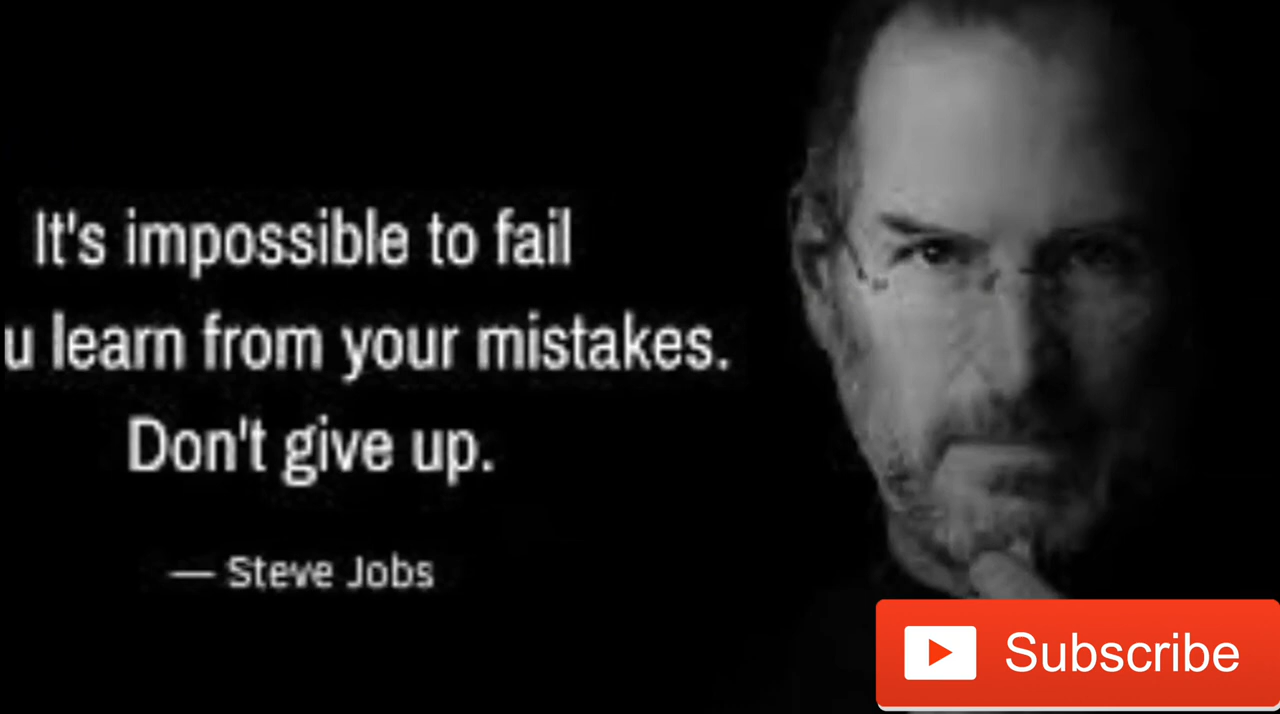 It's impossible to fail
u learn from your mistakes.
Don't give up.
— Steve Jobs
Subscribe